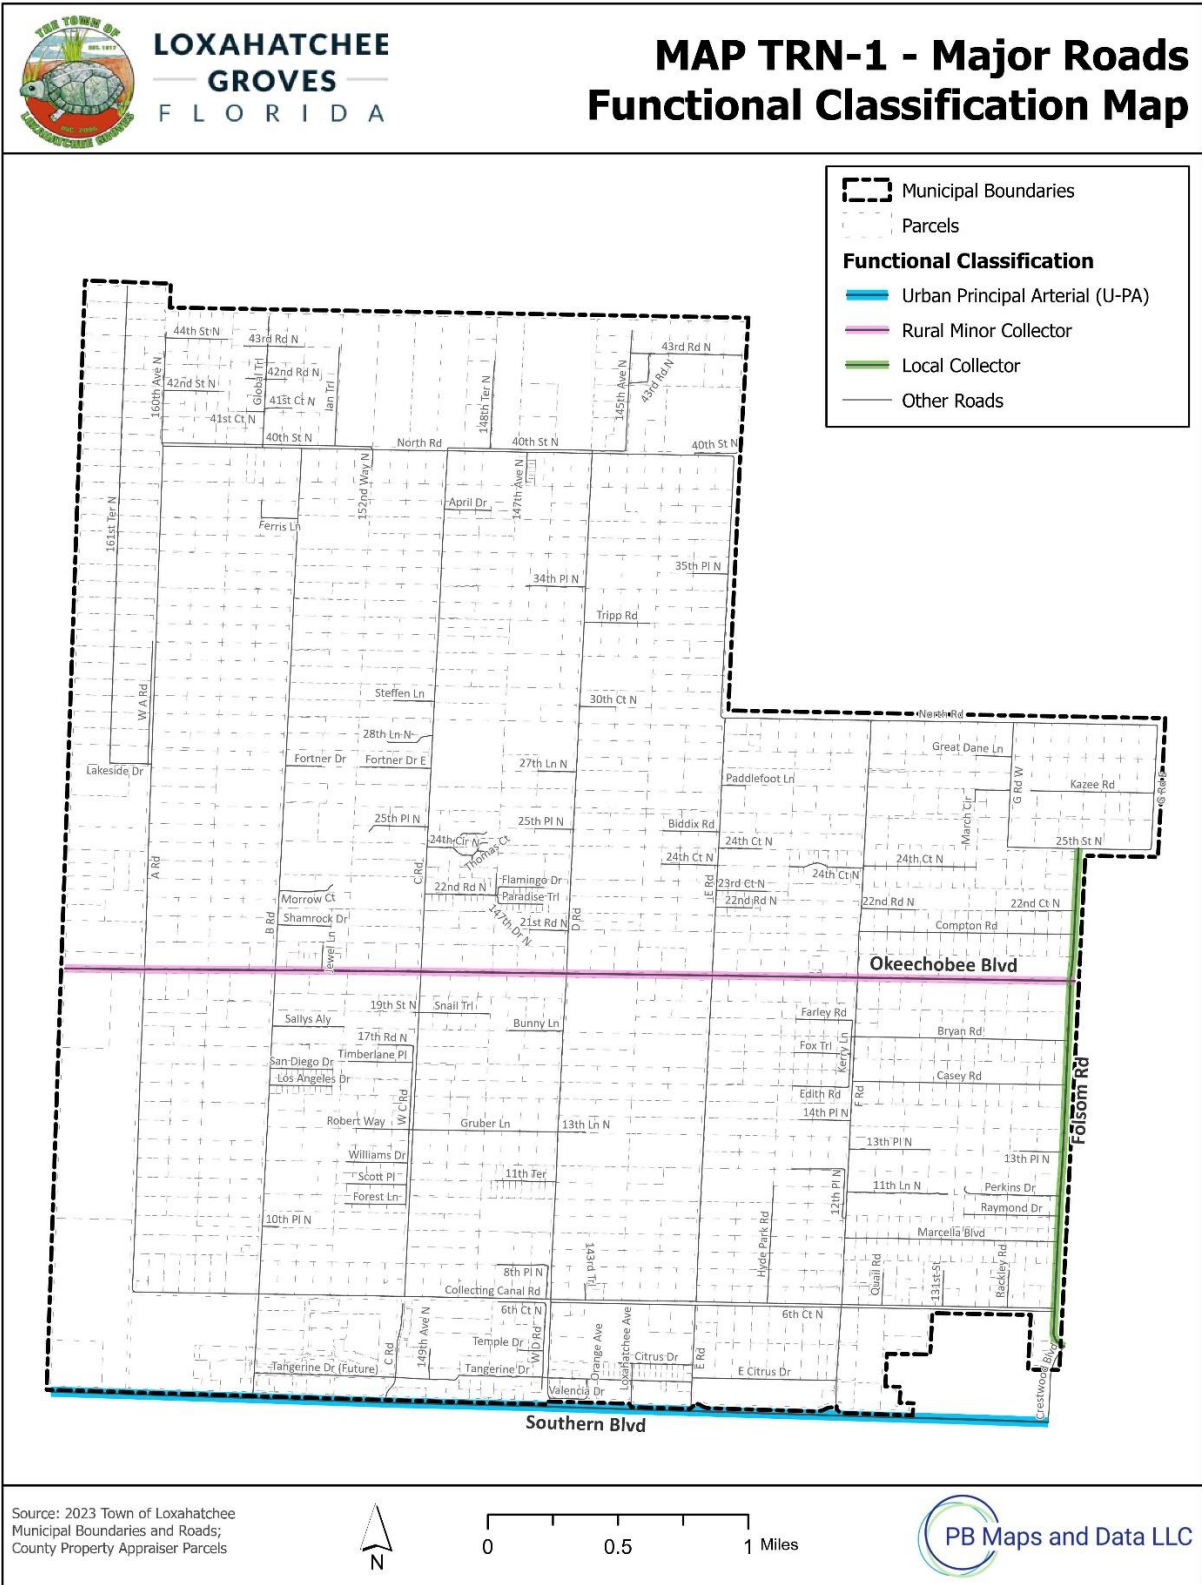 THE TOWN OF
EST. 1917
LOXAHATCHEE GROVES
INC. 2006
LOXAHATCHEE
GROVES
FLORIDA
MAP TRN-1 - Major Roads
Functional Classification Map
Municipal Boundaries
Parcels
Functional Classification
Urban Principal Arterial (U-PA)
Rural Minor Collector
Local Collector
Other Roads
44th St N
43rd Rd N
43rd Rd N
43rd Rd N
160th Ave N
42nd St N
Global Trl
42nd Rd N
Ian Trl
41st Ct N
41st Ct N
148th Ter N
145th Ave N
40th St N
North Rd
40th St N
40th St N
161st Ter N
152nd Way N
147th Ave N
April Dr
Ferris Ln
35th Pl N
34th Pl N
Tripp Rd
W A Rd
Steffen Ln
30th Ct N
North Rd
28th Ln N
Great Dane Ln
Fortner Dr
Fortner Dr E
27th Ln N
Lakeside Dr
Paddlefoot Ln
G Rd W
Kazee Rd
G Rd E
March Cir
25th Pl N
25th Pl N
Biddix Rd
24th Cir N
Thomas Ct
24th Ct N
25th St N
24th Ct N
24th Ct N
24th Ct N
A Rd
C Rd
E Rd
22nd Rd N
Flamingo Dr
Paradise Trl
23rd Ct N
22nd Rd N
22nd Rd N
22nd Ct N
Morrow Ct
Shamrock Dr
B Rd
147th Dr N
21st Rd N
D Rd
Compton Rd
Jewel Ln
Okeechobee Blvd
19th St N
Snail Trl
Farley Rd
Sallys Aly
Bunny Ln
Bryan Rd
17th Rd N
Timberlane Pl
Fox Trl
Kerry Ln
San Diego Dr
Los Angeles Dr
Casey Rd
W C Rd
Edith Rd
F Rd
14th Pl N
Folsom Rd
Robert Way
Gruber Ln
13th Ln N
13th Pl N
13th Pl N
Williams Dr
Scott Pl
11th Ter
12th Pl N
11th Ln N
Perkins Dr
Forest Ln
Raymond Dr
10th Pl N
Hyde Park Rd
Marcella Blvd
143rd Trl
8th Pl N
Quail Rd
131st St
Rackley Rd
Collecting Canal Rd
6th Ct N
6th Ct N
C Rd
149th Ave N
Temple Dr
W D Rd
Orange Ave
Loxahatchee Ave
Citrus Dr
E Rd
Tangerine Dr (Future)
Tangerine Dr
E Citrus Dr
Valencia Dr
Crestwood Blvd
Southern Blvd
Source: 2023 Town of Loxahatchee
Municipal Boundaries and Roads;
County Property Appraiser Parcels
N
0 0.5 1 Miles
PB Maps and Data LLC